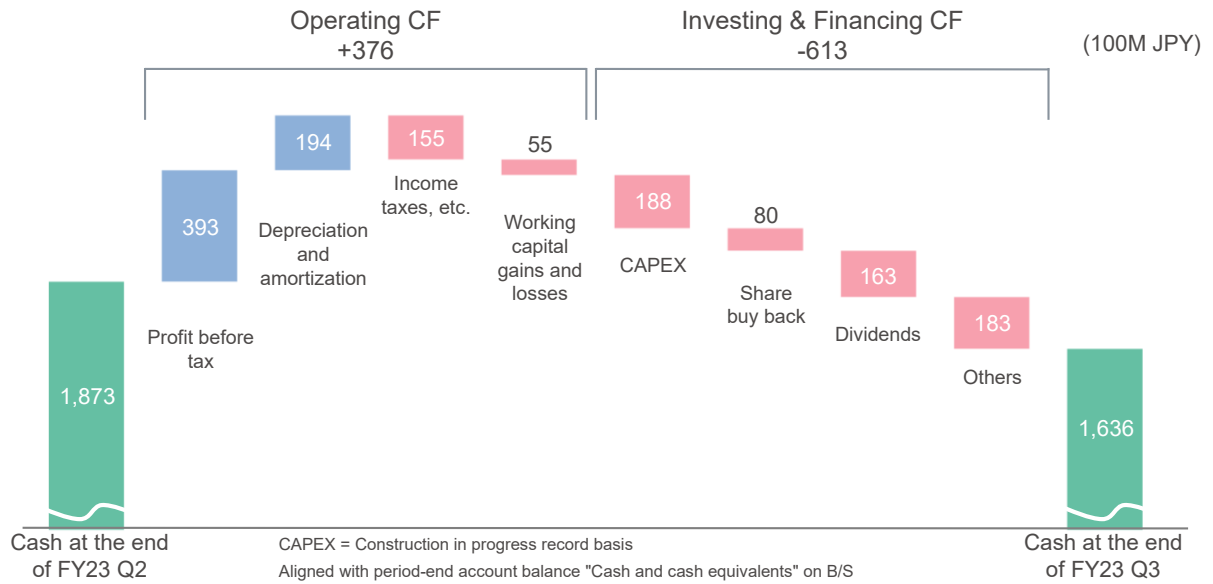 Operating CF
+376
Investing & Financing CF
-613
(100M JPY)
1,873
393
Profit before
tax
194
Depreciation
and
amortization
155
Income
taxes, etc.
55
Working
capital
gains and
losses
188
CAPEX
80
Share
buy back
163
Dividends
183
Others
1,636
Cash at the end
of FY23 Q2
CAPEX = Construction in progress record basis
Aligned with period-end account balance "Cash and cash equivalents" on B/S
Cash at the end
of FY23 Q3